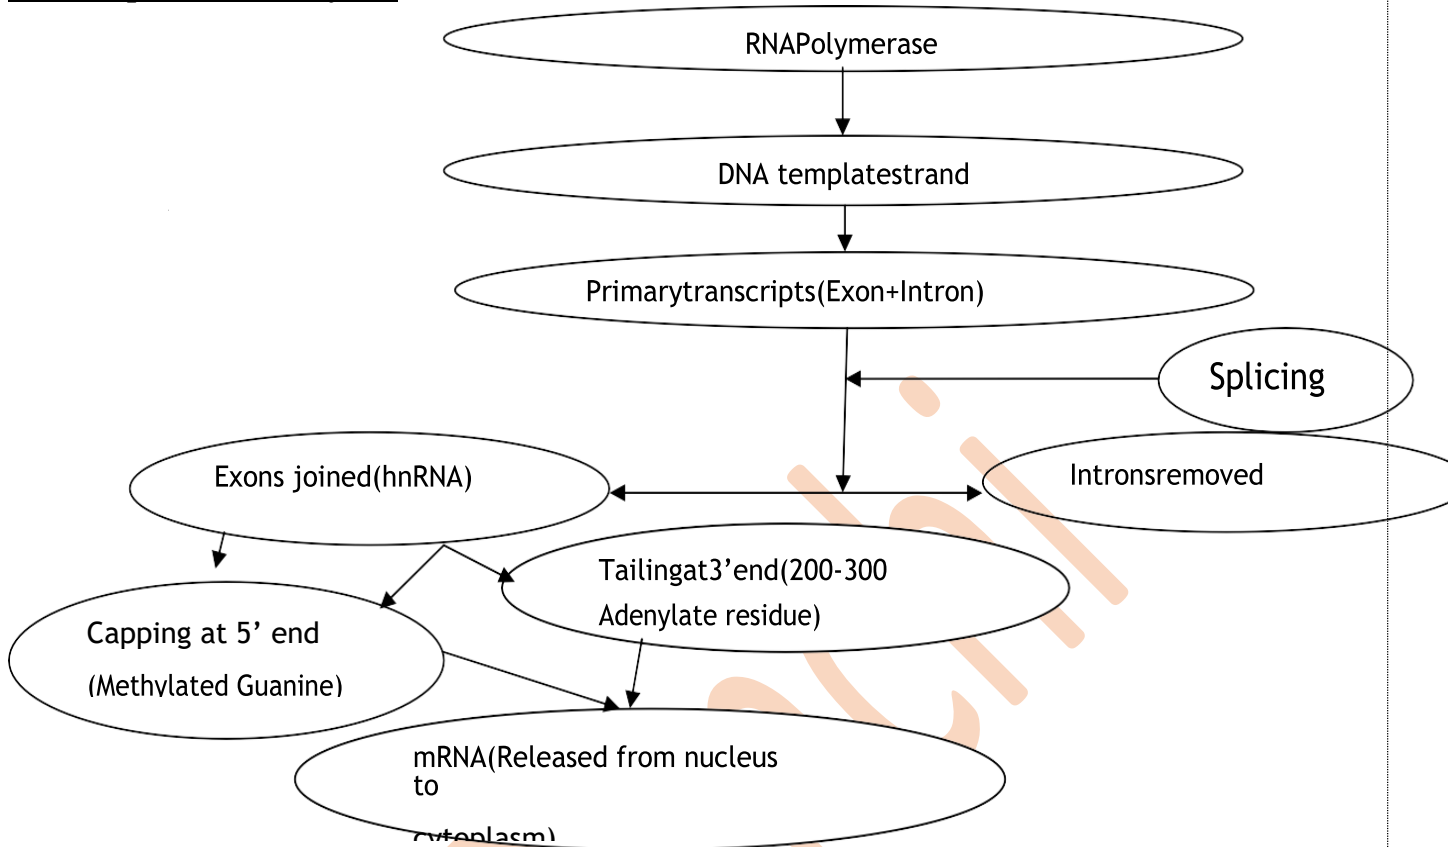 RNAPolymerase
DNA templatestrand
Primarytranscripts(Exon+Intron)
Splicing
Exons joined(hnRNA)
Intronsremoved
Tailingat3’end(200-300
Adenylate residue)
Capping at 5’ end
(Methylated Guanine)
mRNA(Released from nucleus
to
cytoplasm)